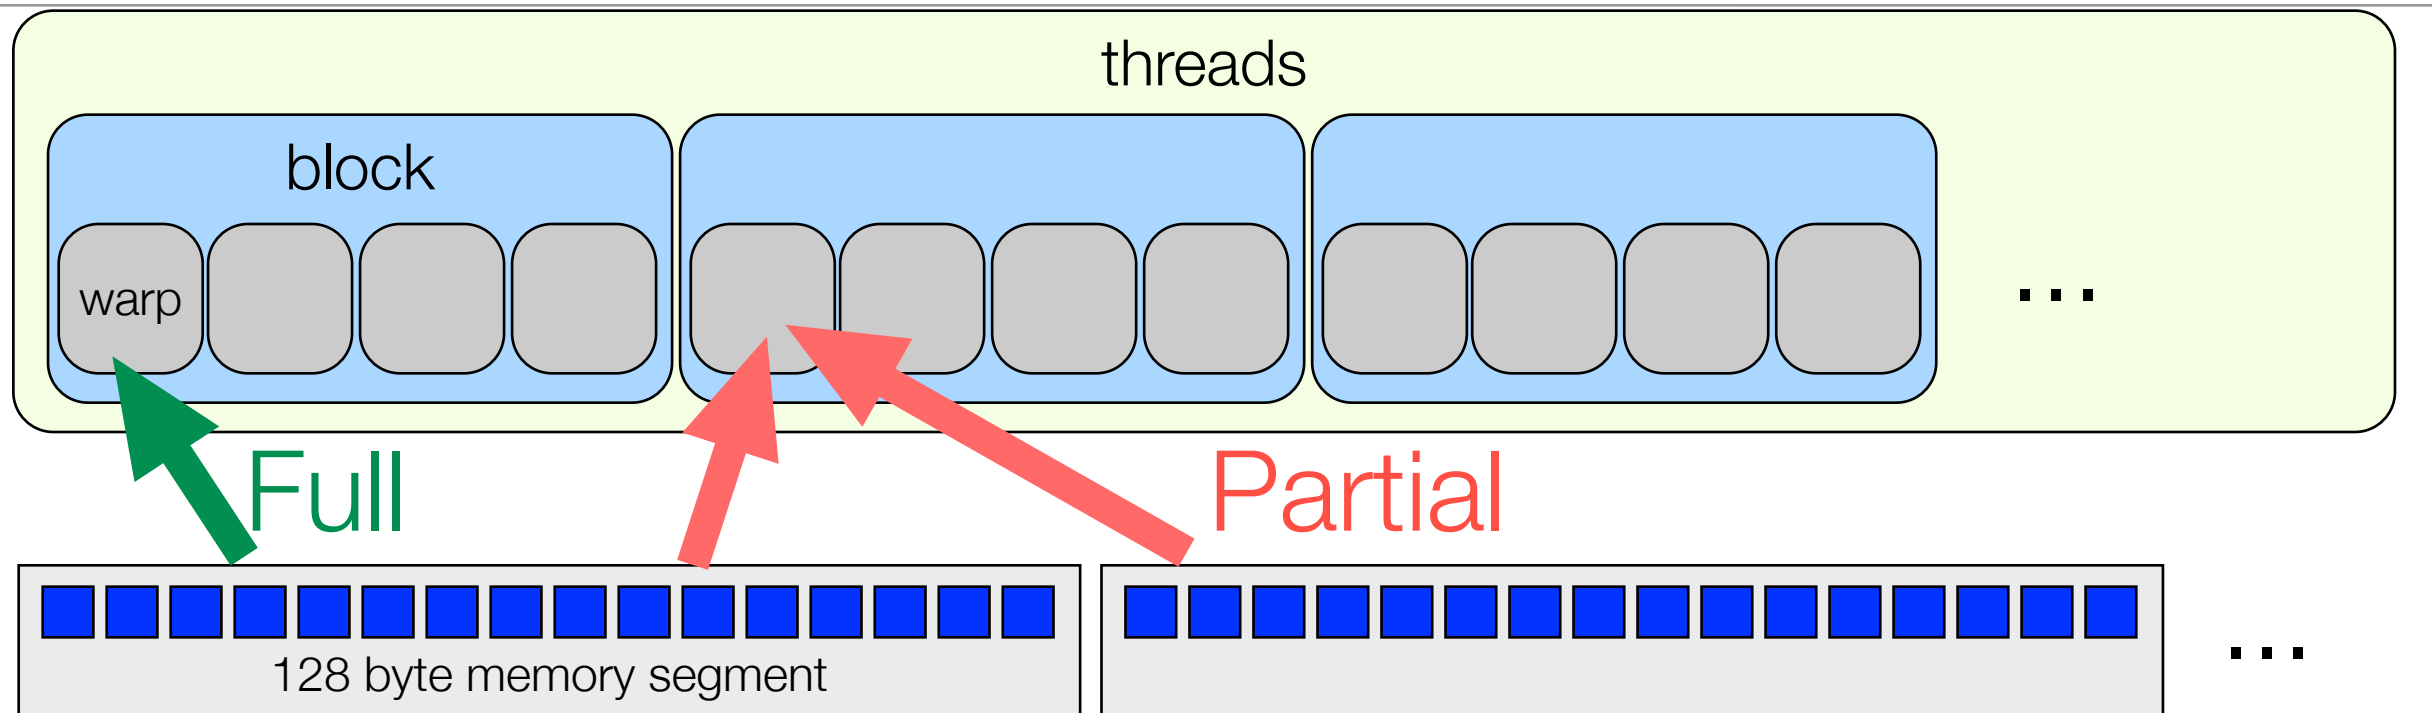 threads
block
warp
...
Full
Partial
128 byte memory segment
...